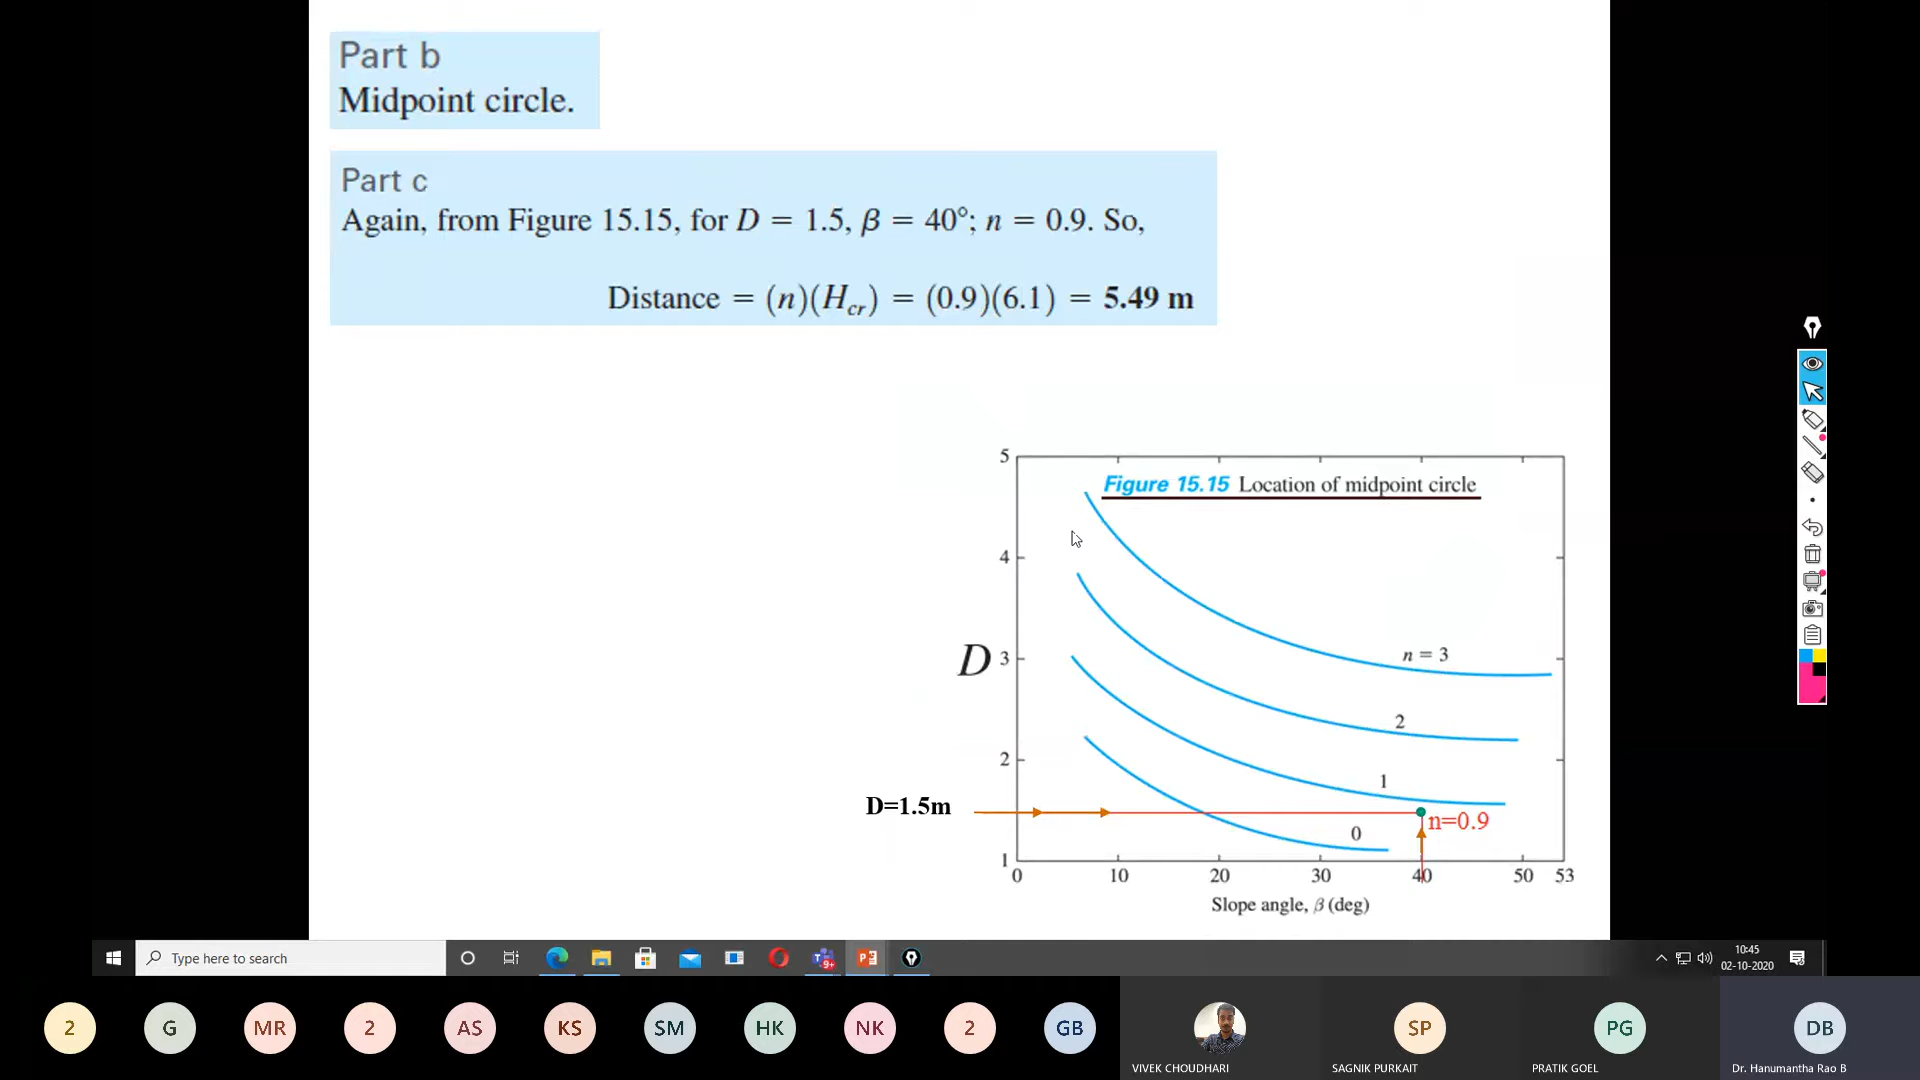 Part b
Midpoint circle.
Part c
Again, from Figure 15.15, for D = 1.5, β = 40°; n = 0.9. So,
Distance = (n)(Hcr) = (0.9)(6.1) = 5.49 m
5
Figure 15.15 Location of midpoint circle
4
D 3
n = 3
2
2
1
D=1.5m
n=0.9
0
1
0 10 20 30 40 50 53
Slope angle, β (deg)
Type here to search
9+
10:45
02-10-2020
2 G MR 2 AS KS SM HK NK 2 GB SP PG DB
VIVEK CHOUDHARI SAGNIK PURKAIT PRATIK GOEL Dr. Hanumantha Rao B